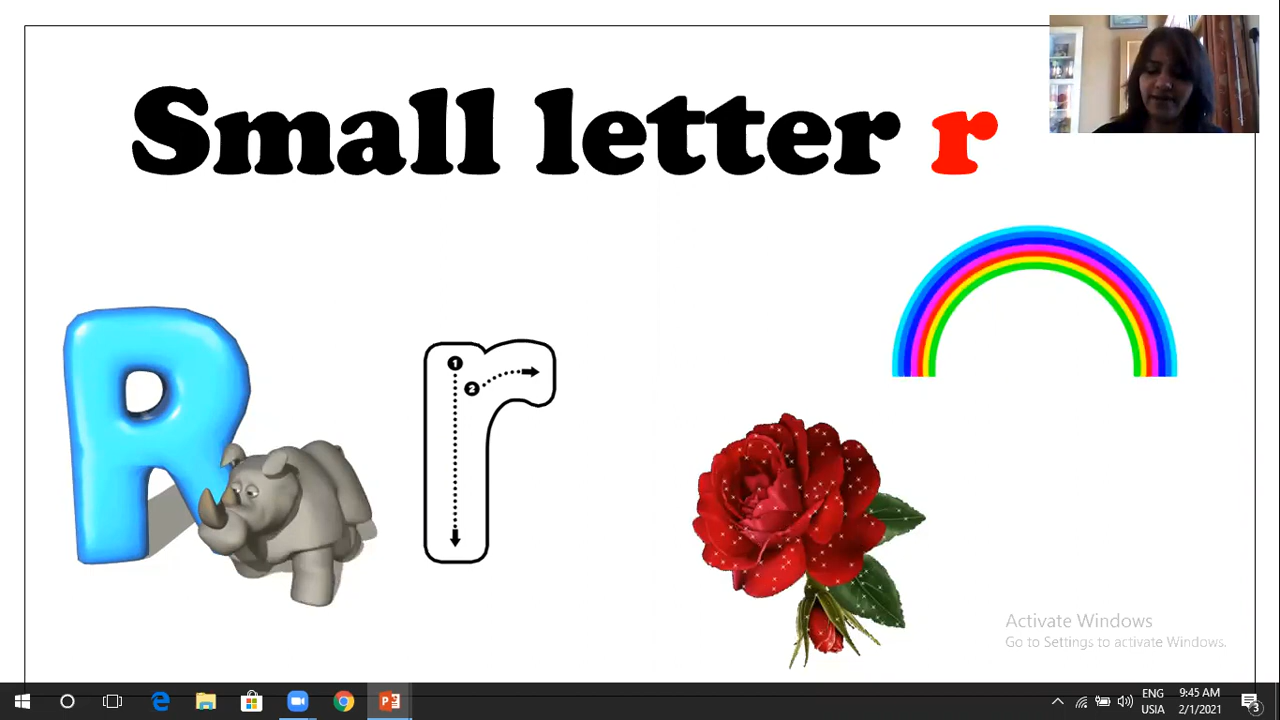 Small letter r
R
r
1
2
Activate Windows
Go to Settings to activate Windows.
ENG
USIA
9:45 AM
2/1/2021
3